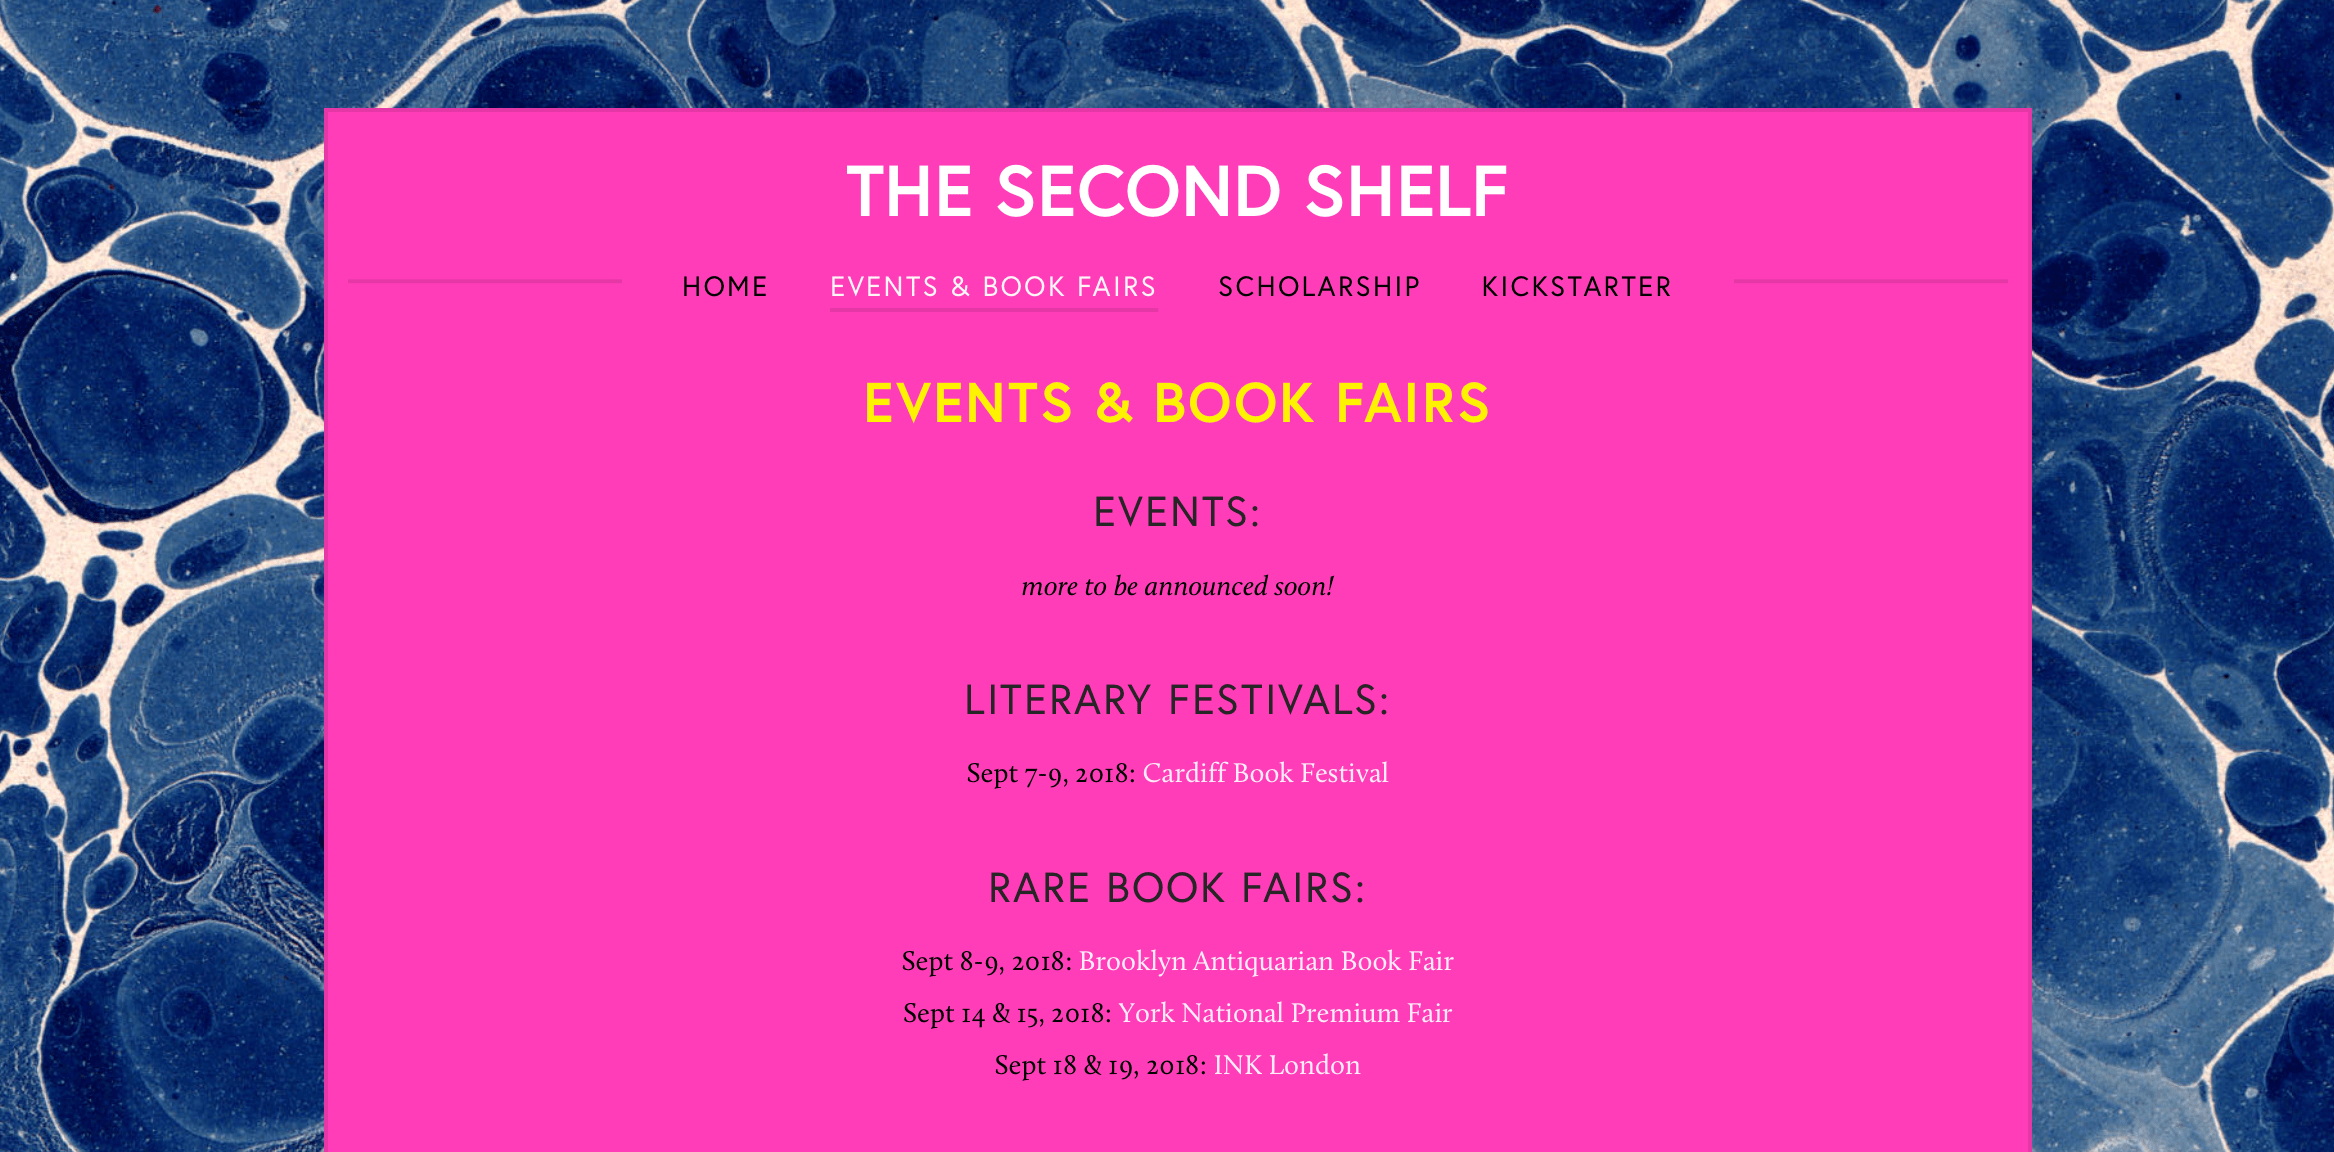 THE SECOND SHELF
HOME EVENTS & BOOK FAIRS SCHOLARSHIP KICKSTARTER
EVENTS & BOOK FAIRS
EVENTS:
more to be announced soon!
LITERARY FESTIVALS:
Sept 7-9, 2018: Cardiff Book Festival
RARE BOOK FAIRS:
Sept 8-9, 2018: Brooklyn Antiquarian Book Fair
Sept 14 & 15, 2018: York National Premium Fair
Sept 18 & 19, 2018: INK London